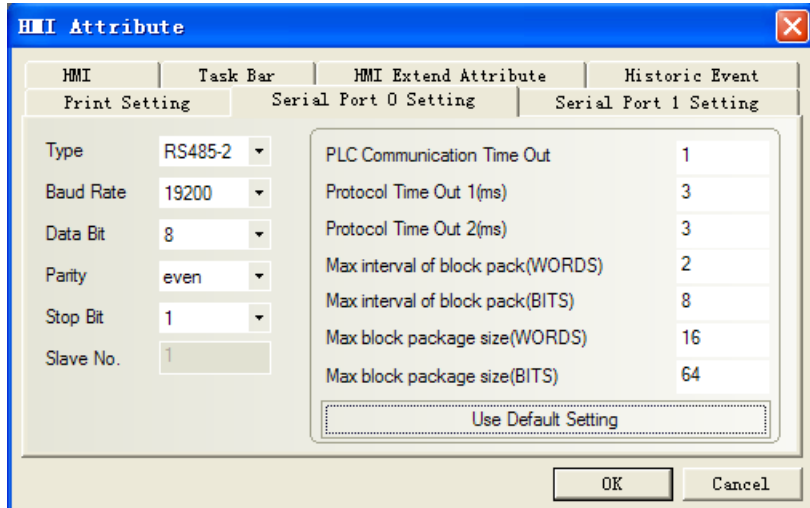 HMI Attribute
HMI Task Bar HMI Extend Attribute Historic Event
Print Setting Serial Port 0 Setting Serial Port 1 Setting
Type RS485-2
Baud Rate 19200
Data Bit 8
Parity even
Stop Bit 1
Slave No. 1
PLC Communication Time Out 1
Protocol Time Out 1(ms) 3
Protocol Time Out 2(ms) 3
Max interval of block pack(WORDS) 2
Max interval of block pack(BITS) 8
Max block package size(WORDS) 16
Max block package size(BITS) 64
Use Default Setting
OK Cancel